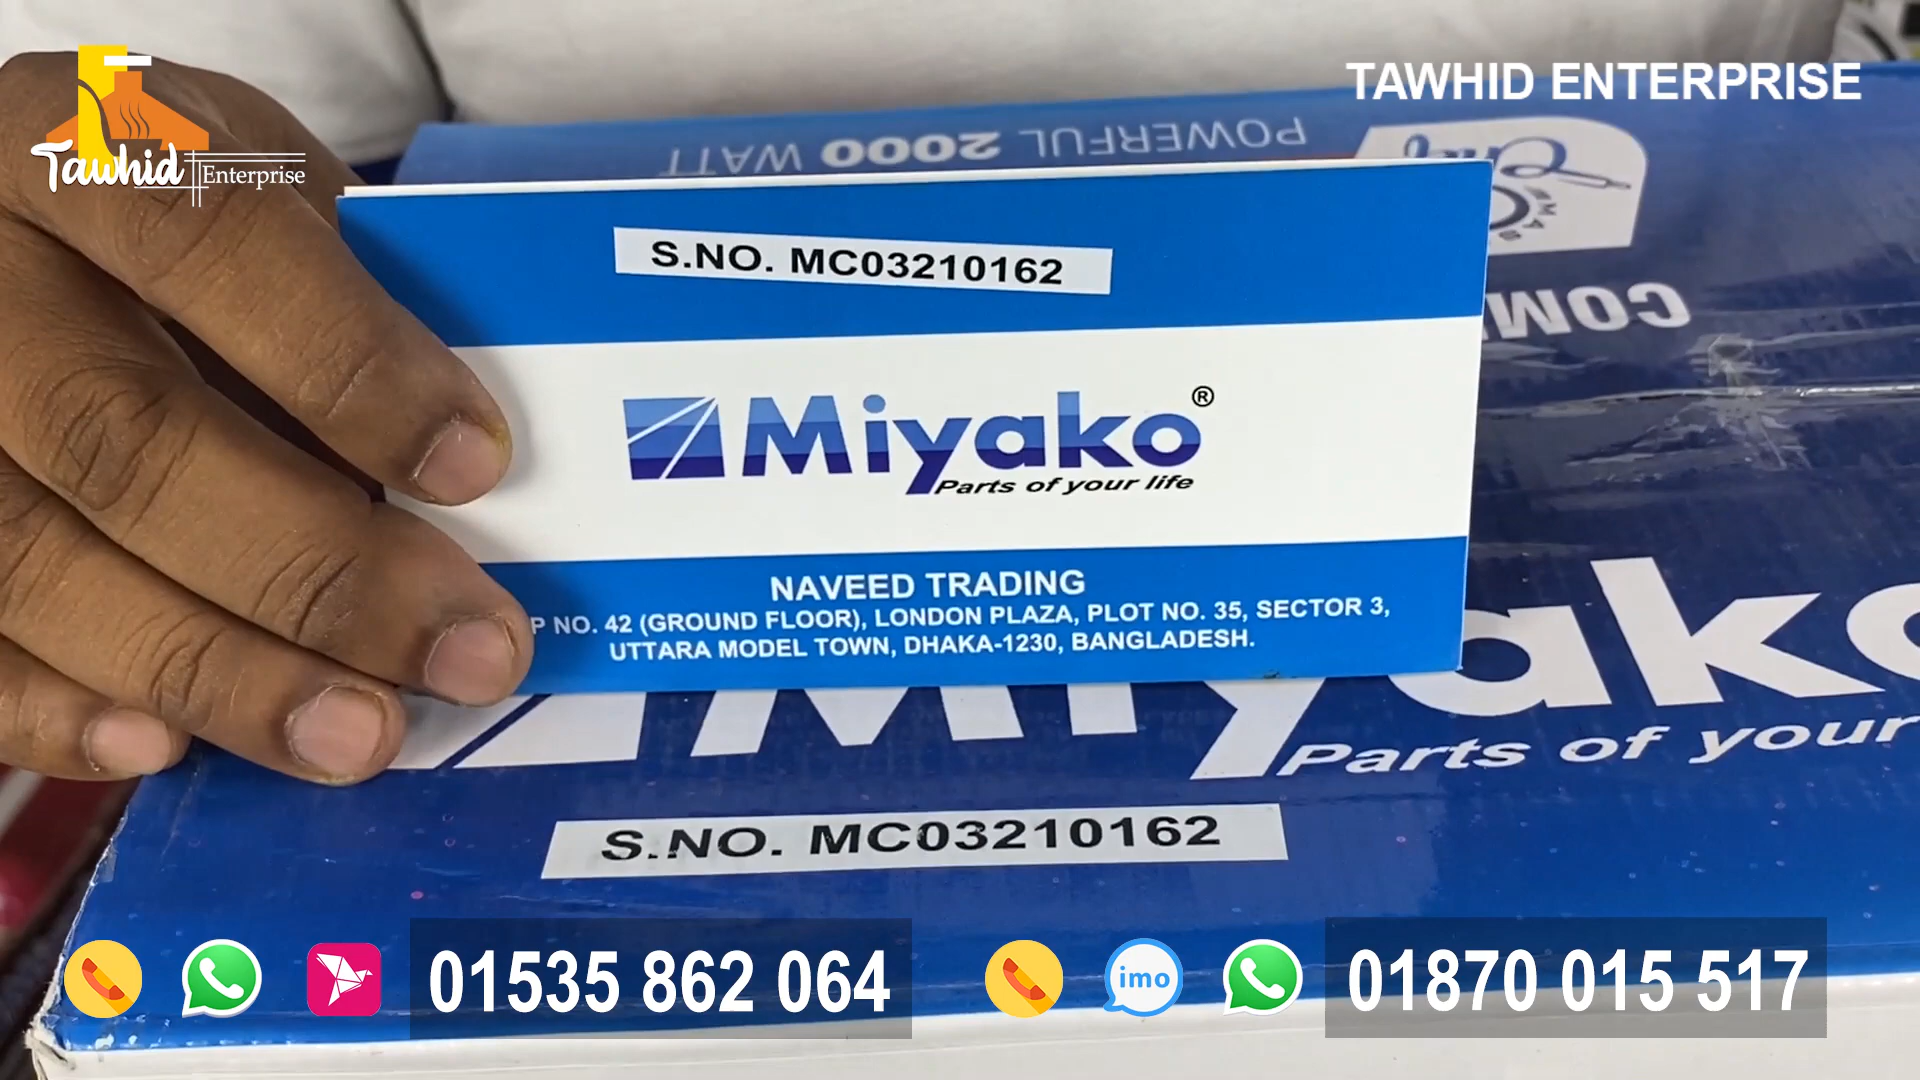 TAWHID ENTERPRISE
Tawhid Enterprise
POWERFUL 2000 WATT
Chef
S.NO. MC03210162
Miyako®
Parts of your life
NAVEED TRADING
P NO. 42 (GROUND FLOOR), LONDON PLAZA, PLOT NO. 35, SECTOR 3,
UTTARA MODEL TOWN, DHAKA-1230, BANGLADESH.
Parts of your
S.NO. MC03210162
01535 862 064
imo
01870 015 517